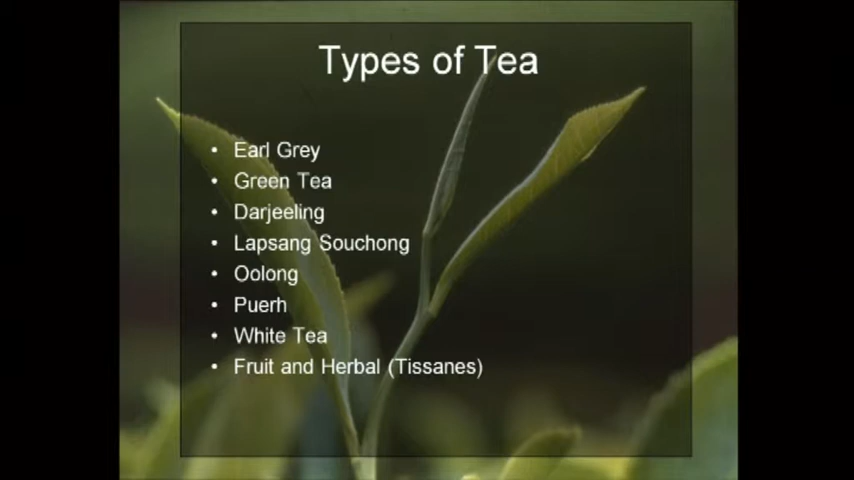 Types of Tea
• Earl Grey
• Green Tea
• Darjeeling
• Lapsang Souchong
• Oolong
• Puerh
• White Tea
• Fruit and Herbal (Tissanes)